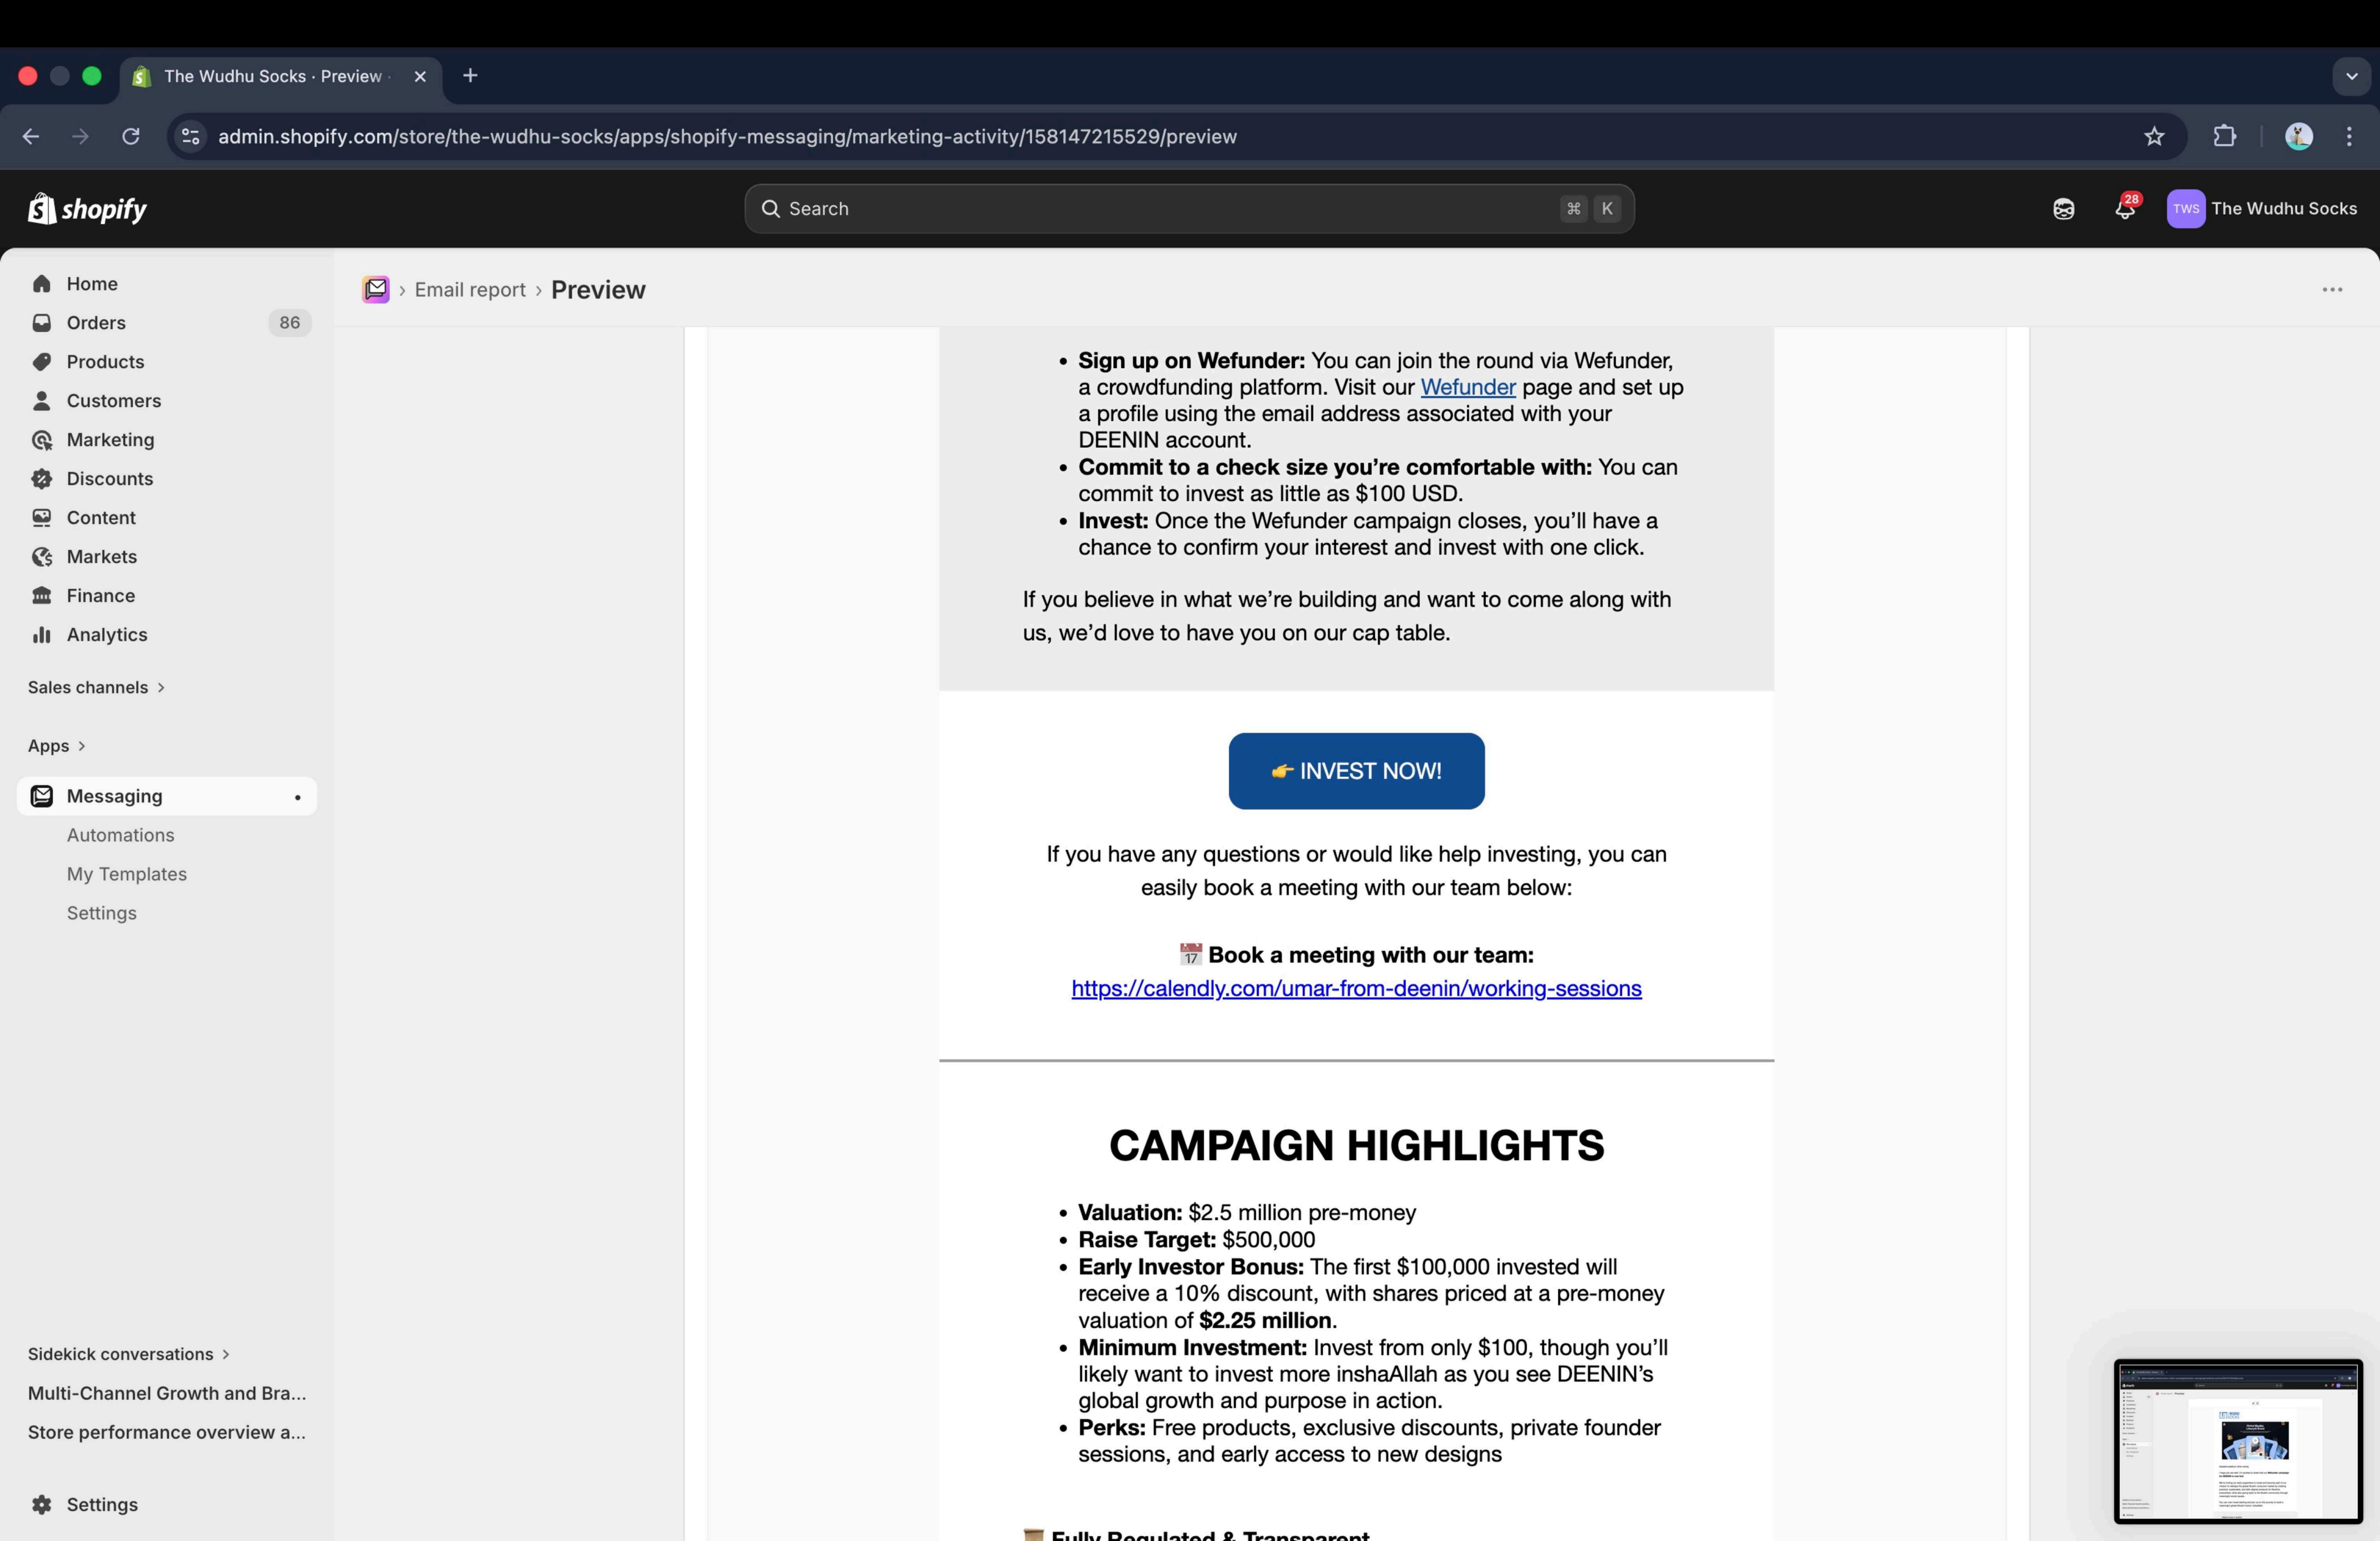 The Wudhu Socks · Preview ·
admin.shopify.com/store/the-wudhu-socks/apps/shopify-messaging/marketing-activity/158147215529/preview
shopify
Search
⌘ K
28
TWS
The Wudhu Socks
Home
Orders 86
Products
Customers
Marketing
Discounts
Content
Markets
Finance
Analytics
Sales channels >
Apps >
Messaging
Automations
My Templates
Settings
Sidekick conversations >
Multi-Channel Growth and Bra...
Store performance overview a...
Settings
> Email report > Preview
• Sign up on Wefunder: You can join the round via Wefunder,
a crowdfunding platform. Visit our Wefunder page and set up
a profile using the email address associated with your
DEENIN account.
• Commit to a check size you’re comfortable with: You can
commit to invest as little as $100 USD.
• Invest: Once the Wefunder campaign closes, you’ll have a
chance to confirm your interest and invest with one click.
If you believe in what we’re building and want to come along with
us, we’d love to have you on our cap table.
👉 INVEST NOW!
If you have any questions or would like help investing, you can
easily book a meeting with our team below:
📅 Book a meeting with our team:
https://calendly.com/umar-from-deenin/working-sessions
CAMPAIGN HIGHLIGHTS
• Valuation: $2.5 million pre-money
• Raise Target: $500,000
• Early Investor Bonus: The first $100,000 invested will
receive a 10% discount, with shares priced at a pre-money
valuation of $2.25 million.
• Minimum Investment: Invest from only $100, though you’ll
likely want to invest more inshaAllah as you see DEENIN’s
global growth and purpose in action.
• Perks: Free products, exclusive discounts, private founder
sessions, and early access to new designs
Fully Regulated & Transparent